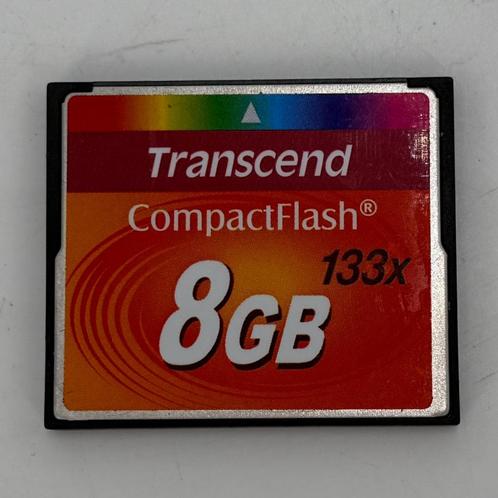 Transcend
CompactFlash®
133x
8GB